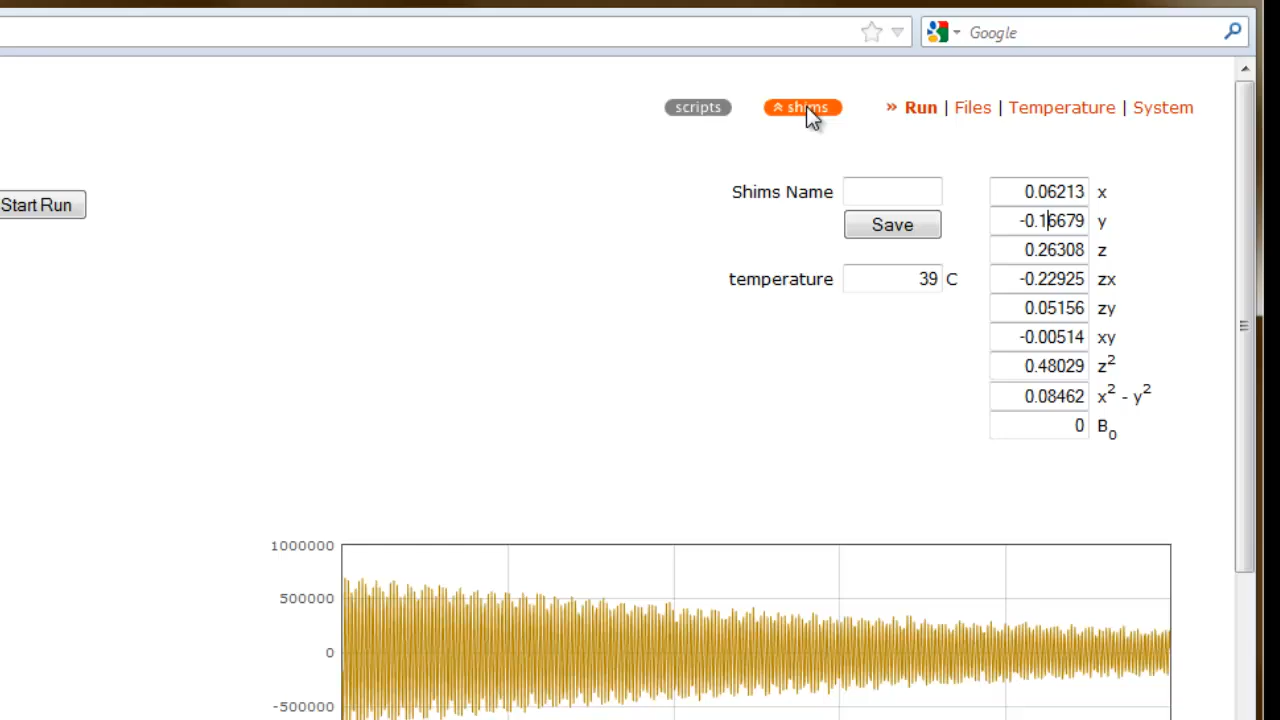 Google
scripts shims » Run | Files | Temperature | System
Start Run
Shims Name 0.06213 x
Save -0.16679 y
0.26308 z
temperature 39 C -0.22925 zx
0.05156 zy
-0.00514 xy
0.48029 z²
0.08462 x² - y²
0 B₀
1000000
500000
0
-500000